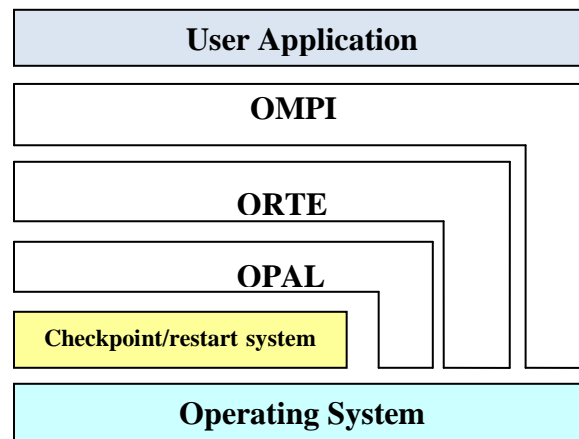 User Application
OMPI
ORTE
OPAL
Checkpoint/restart system
Operating System